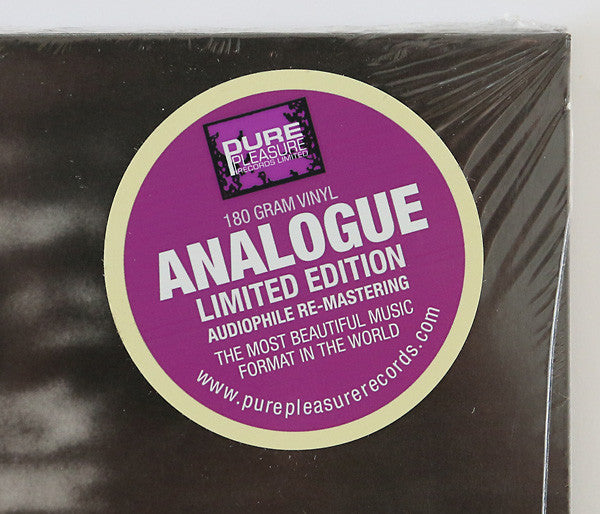 PURE
PLEASURE
RECORDS LIMITED
180 GRAM VINYL
ANALOGUE
LIMITED EDITION
AUDIOPHILE RE-MASTERING
THE MOST BEAUTIFUL MUSIC
FORMAT IN THE WORLD
www.purepleasurerecords.com